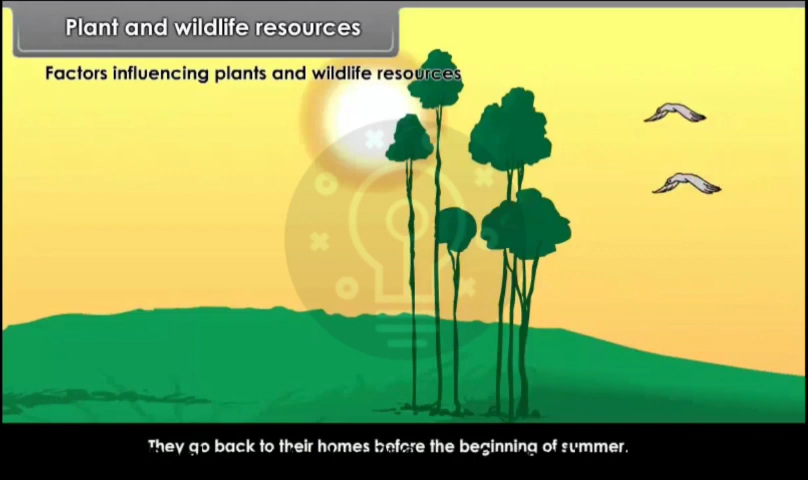 Plant and wildlife resources
Factors influencing plants and wildlife resources
They go back to their homes before the beginning of summer.